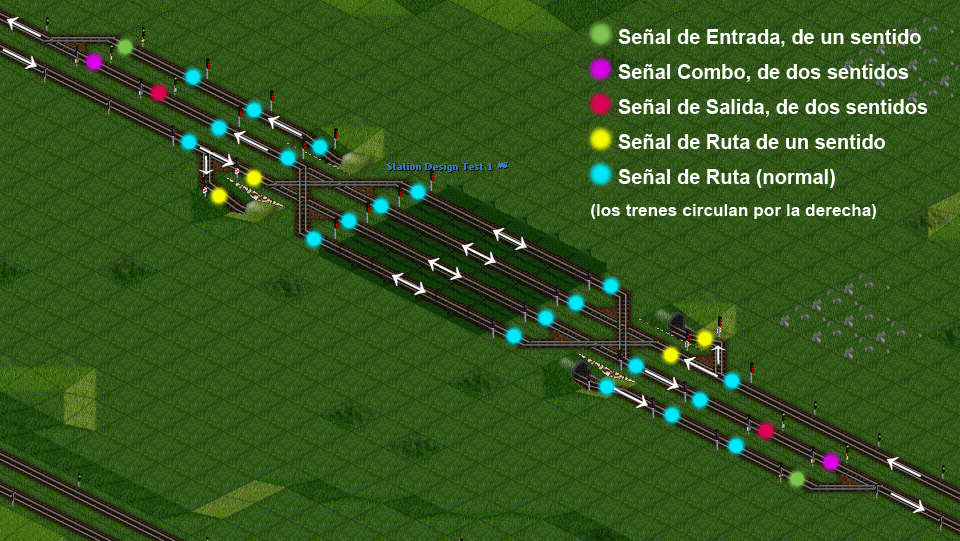 Señal de Entrada, de un sentido
Señal Combo, de dos sentidos
Señal de Salida, de dos sentidos
Señal de Ruta de un sentido
Señal de Ruta (normal)
(los trenes circulan por la derecha)
Station Design Test 1